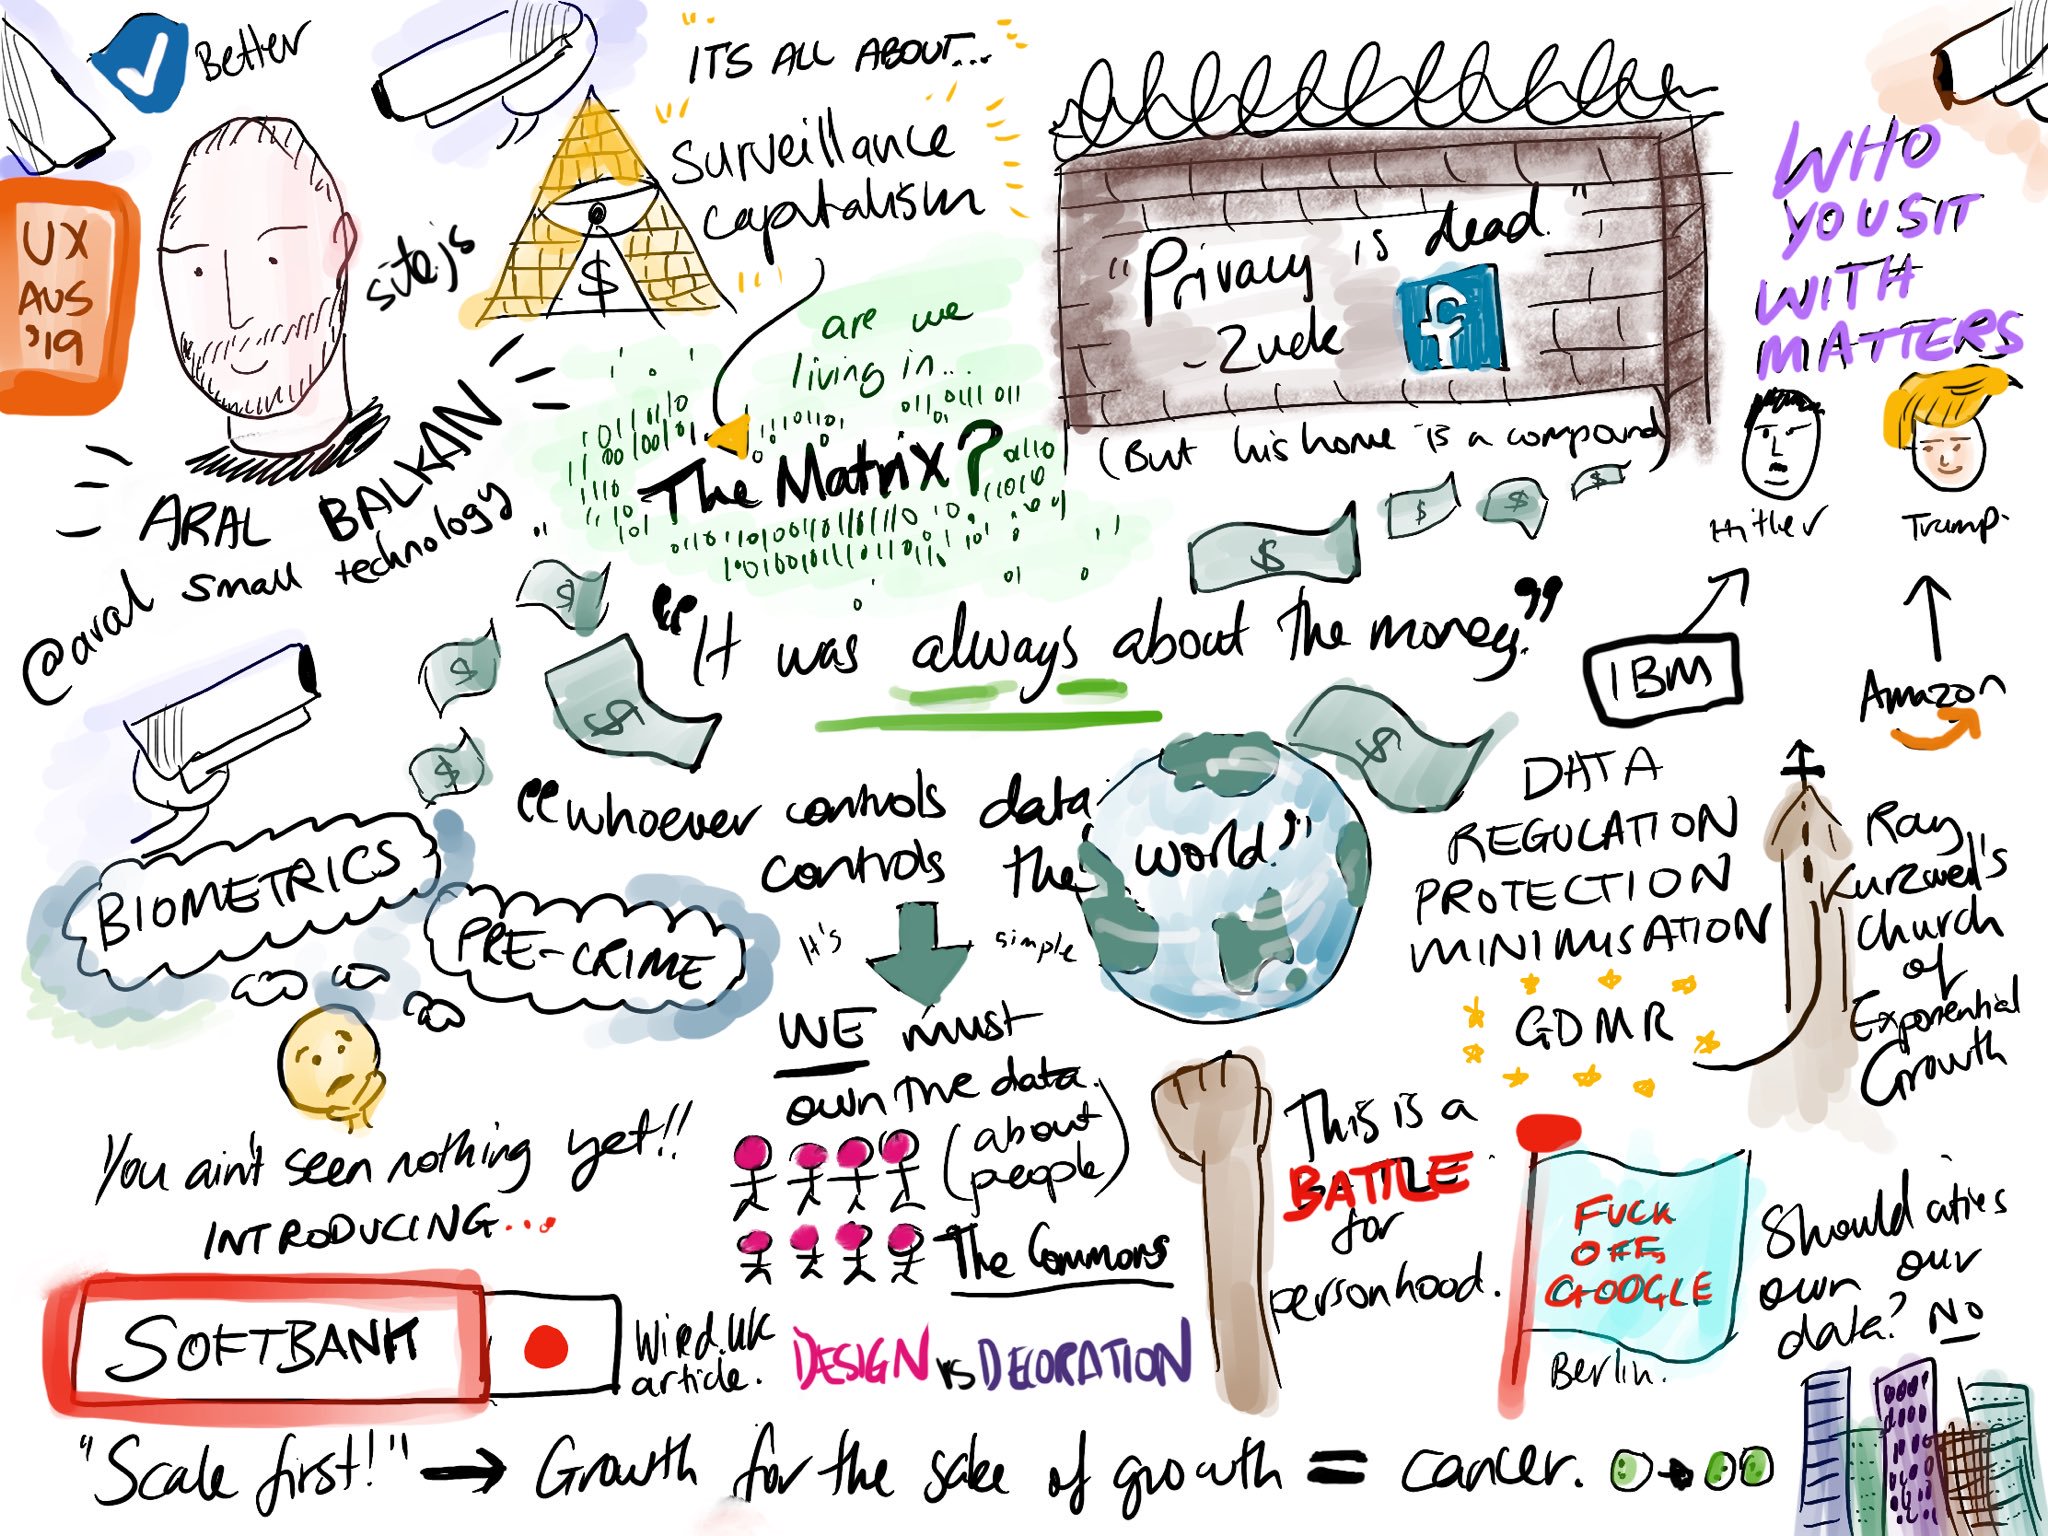 Better
UX
AUS
'19
site.js
ARAL BALKAN
@aral small technology
ITS ALL ABOUT...
Surveillance
capitalism
$
are we
living in...
The Matrix?
"Privacy is dead."
- Zuck
f
(But his home is a compound)
WHO
YOU SIT
WITH
MATTERS
Hitler
Trump.
IBM
Amazon
"It was always about the money."
$
$
$
$
$
$
$
$
$
"whoever controls data
controls the world."
It's simple
WE must
own the data.
(about
people)
The Commons
BIOMETRICS
PRE-CRIME
You ain't seen nothing yet!!
INTRODUCING...
SOFTBANK
Wired.UK
article.
DESIGN vs DECORATION
This is a
BATTLE
for
personhood.
DATA
REGULATION
PROTECTION
MINIMISATION
GDMR
Ray
Kurzweil's
Church
of
Exponential
Growth
FUCK
OFF,
GOOGLE
Berlin.
Should cities
own our
data? NO
"Scale first!" → Growth for the sake of growth = cancer.